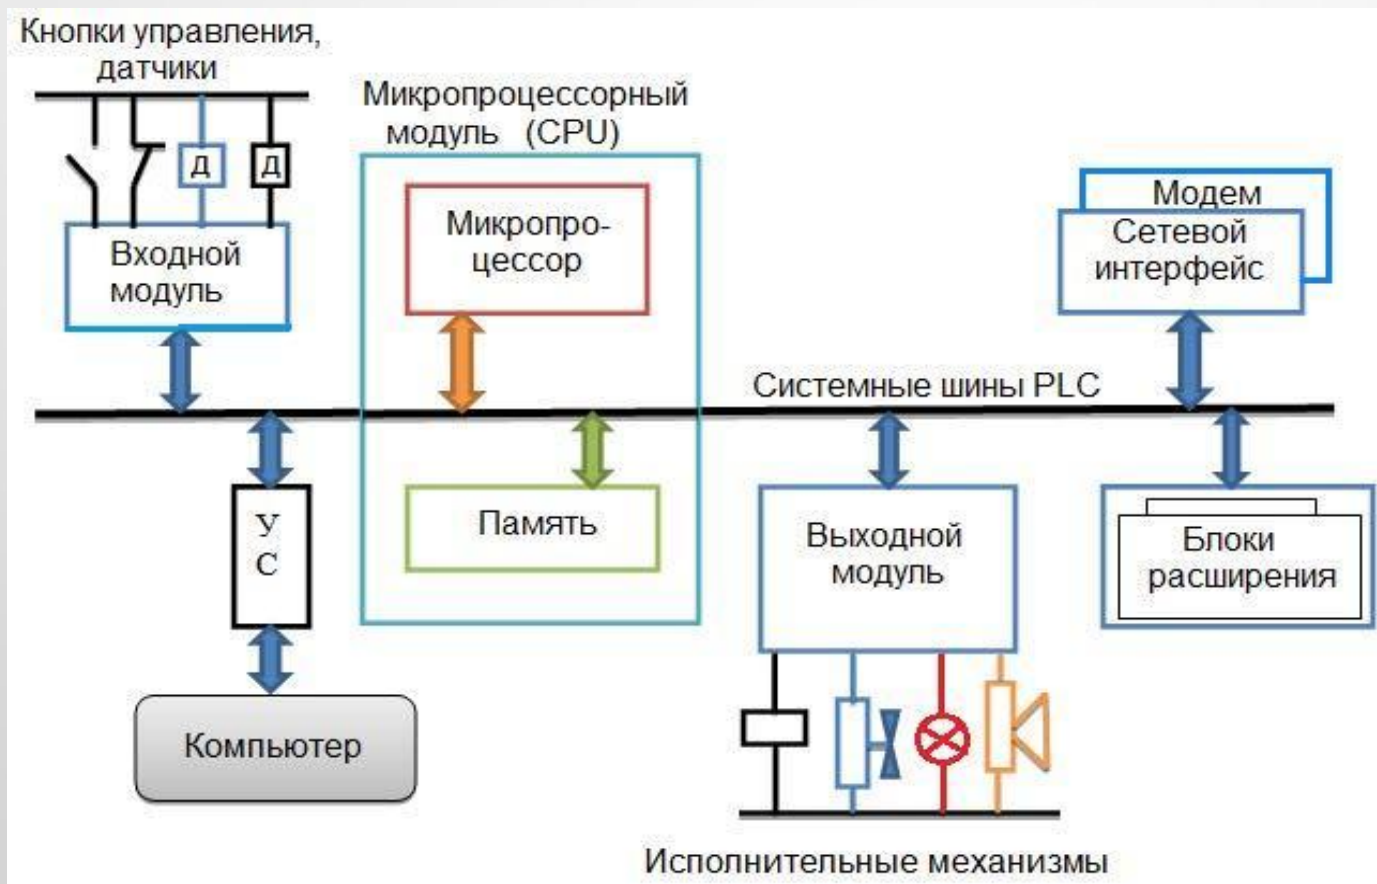 Кнопки управления,
датчики
Д
Д
Входной
модуль
Микропроцессорный
модуль (CPU)
Микропро-
цессор
Модем
Сетевой
интерфейс
Системные шины PLC
У
С
Память
Выходной
модуль
Блоки
расширения
Компьютер
Исполнительные механизмы